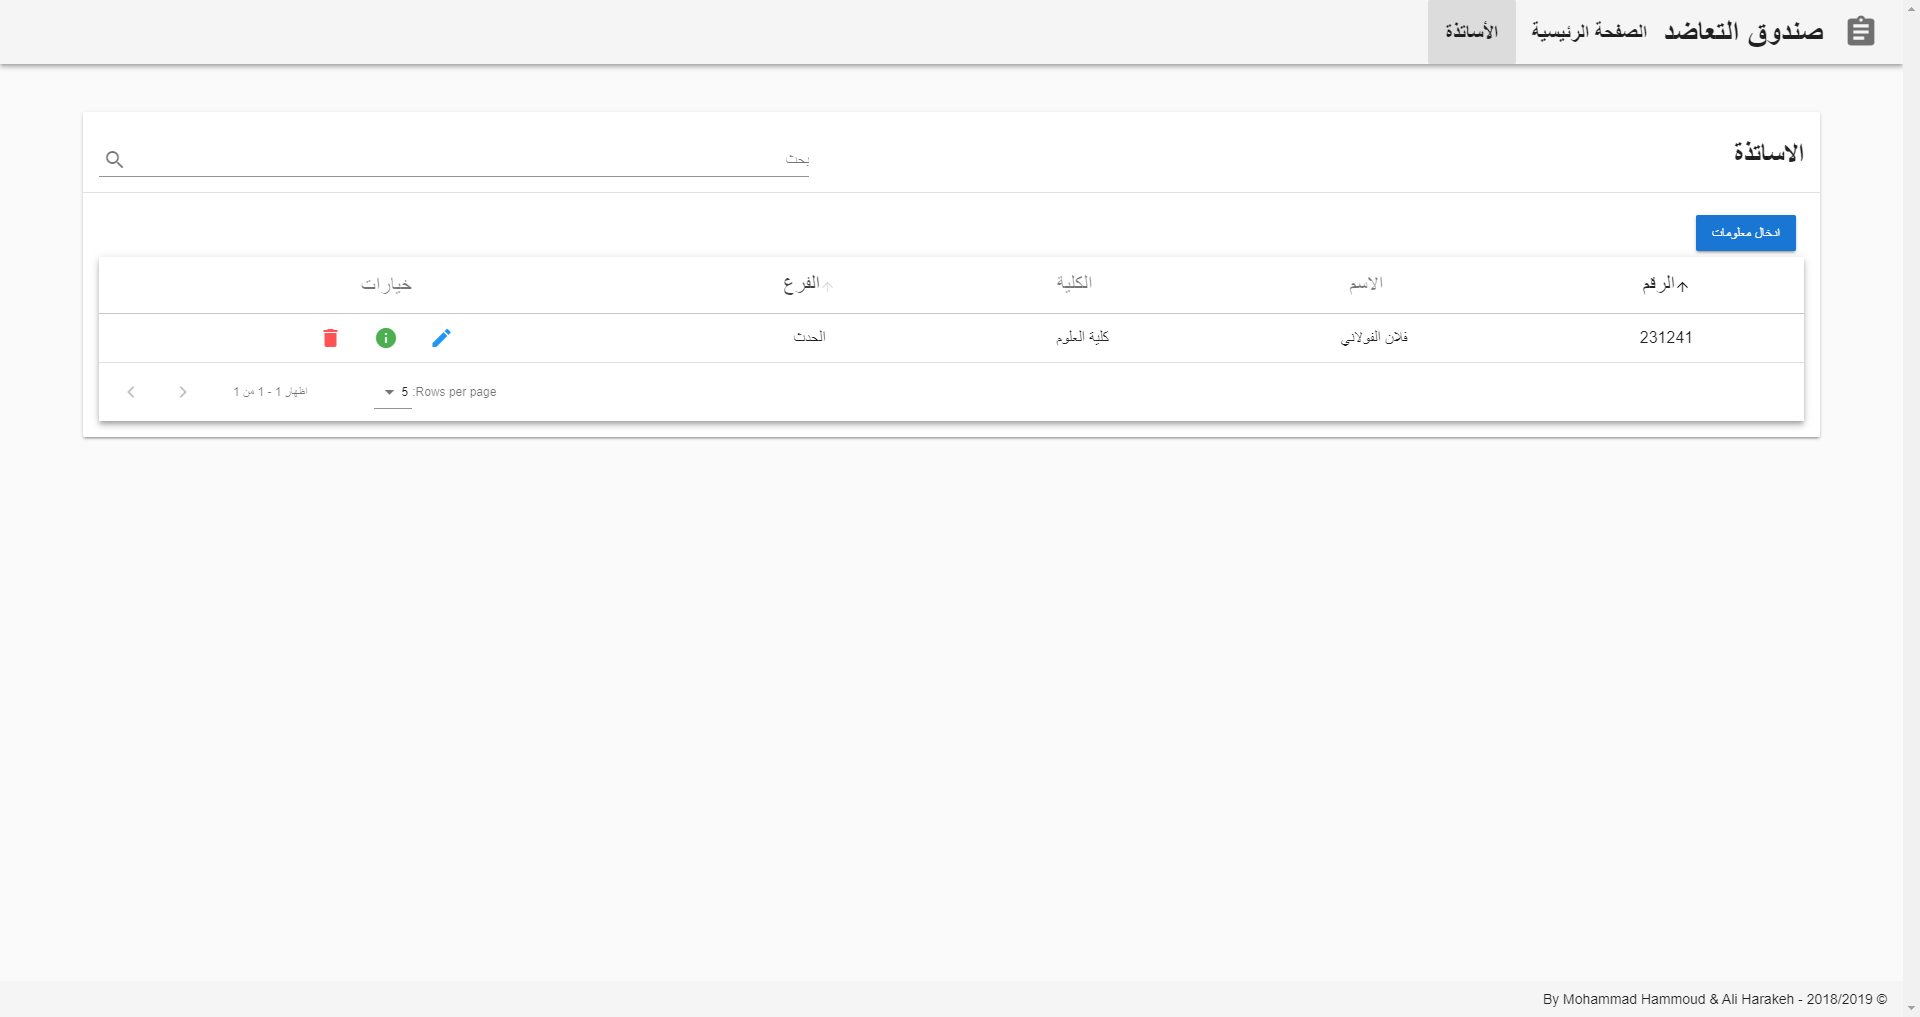 صندوق التعاضد
الصفحة الرئيسية
الأساتذة
الاساتذة
بحث
ادخال معلومات
الرقم
الاسم
الكلية
الفرع
خيارات
231241
فلان الفولاني
كلية العلوم
الحدث
Rows per page:
5
اظهار 1 - 1 من 1
By Mohammad Hammoud & Ali Harakeh - 2018/2019 ©